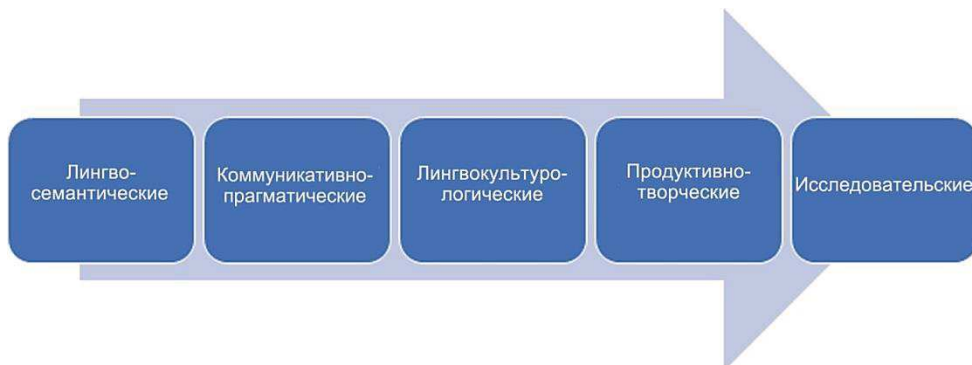 Лингво-
семантические
Коммуникативно-
прагматические
Лингвокультуро-
логические
Продуктивно-
творческие
Исследовательские